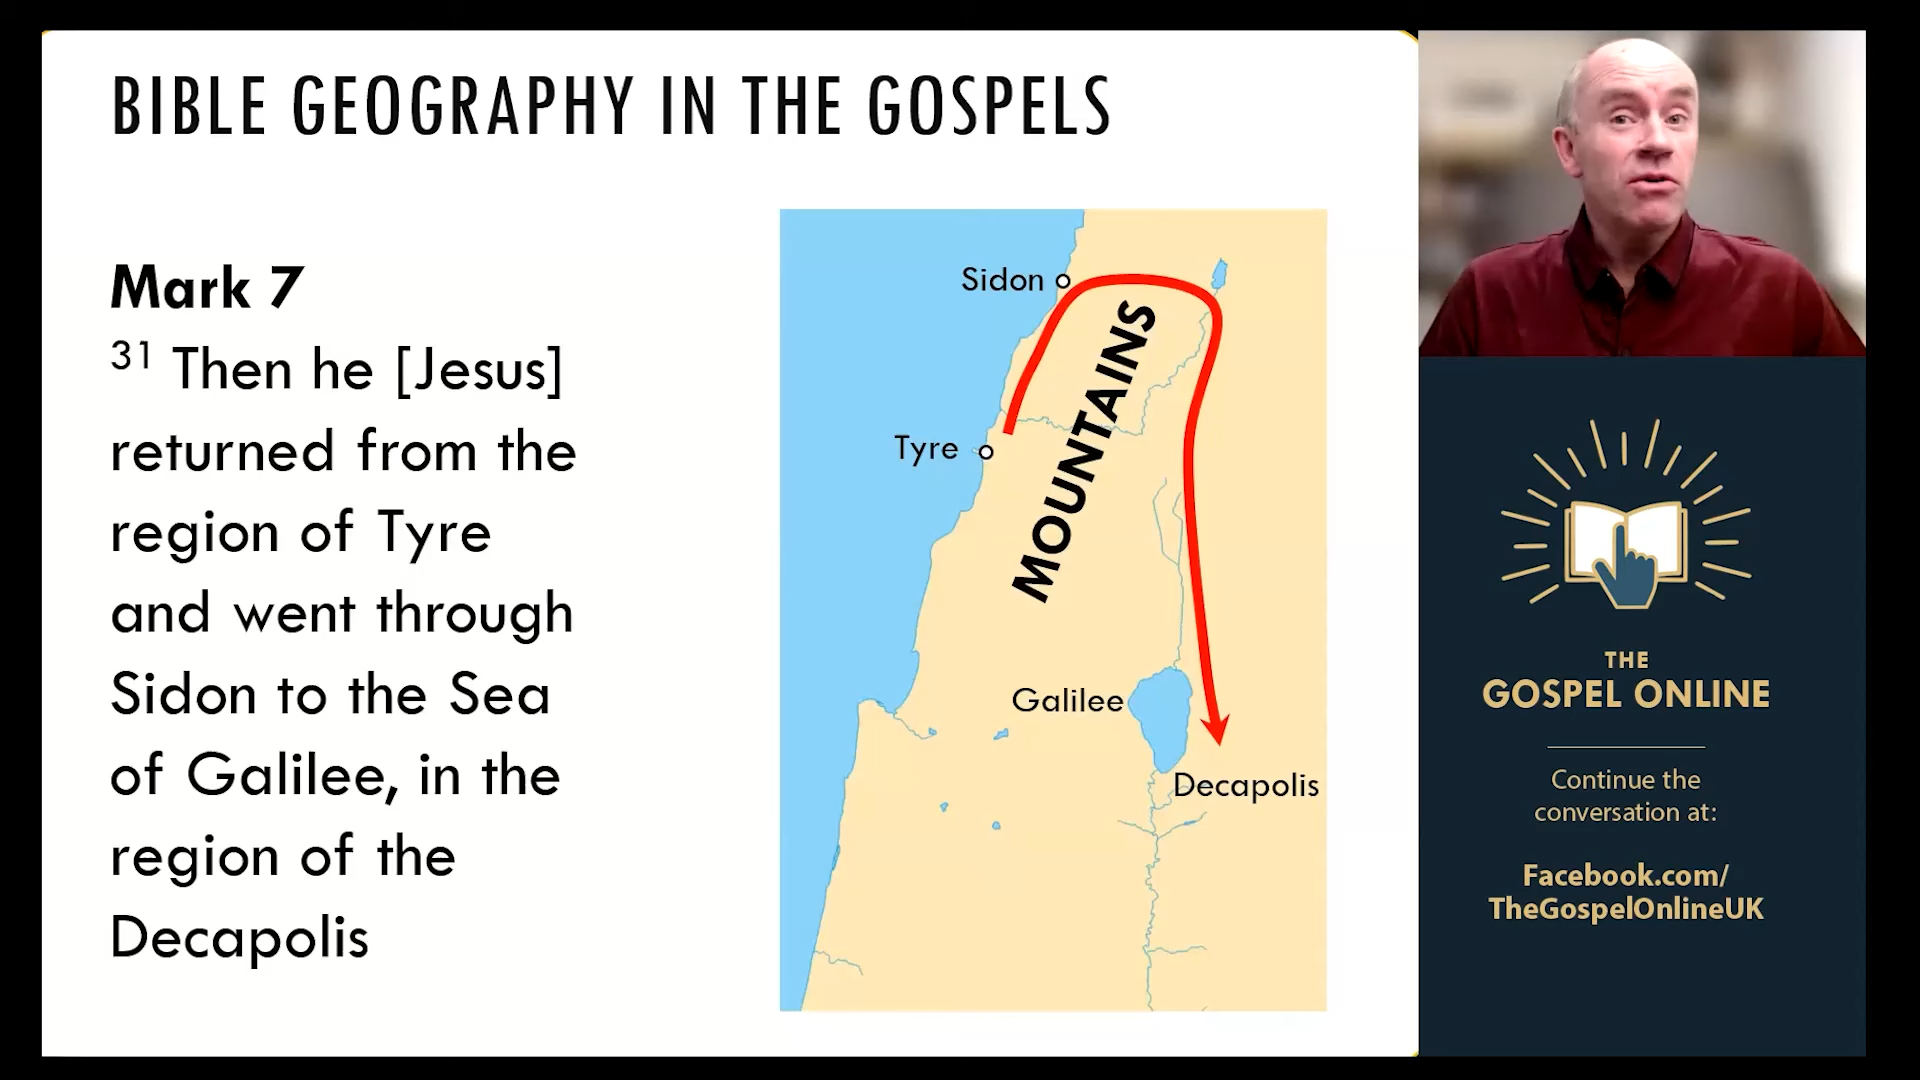 BIBLE GEOGRAPHY IN THE GOSPELS
Mark 7
31 Then he [Jesus]
returned from the
region of Tyre
and went through
Sidon to the Sea
of Galilee, in the
region of the
Decapolis
Sidon
MOUNTAINS
Tyre
Galilee
Decapolis
THE
GOSPEL ONLINE
Continue the
conversation at:
Facebook.com/
TheGospelOnlineUK